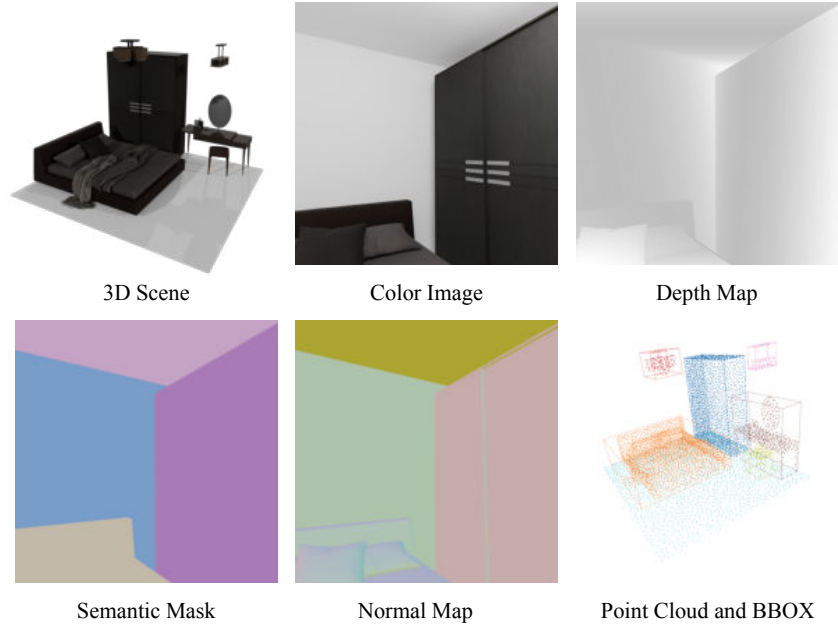 3D Scene
Color Image
Depth Map
Semantic Mask
Normal Map
Point Cloud and BBOX